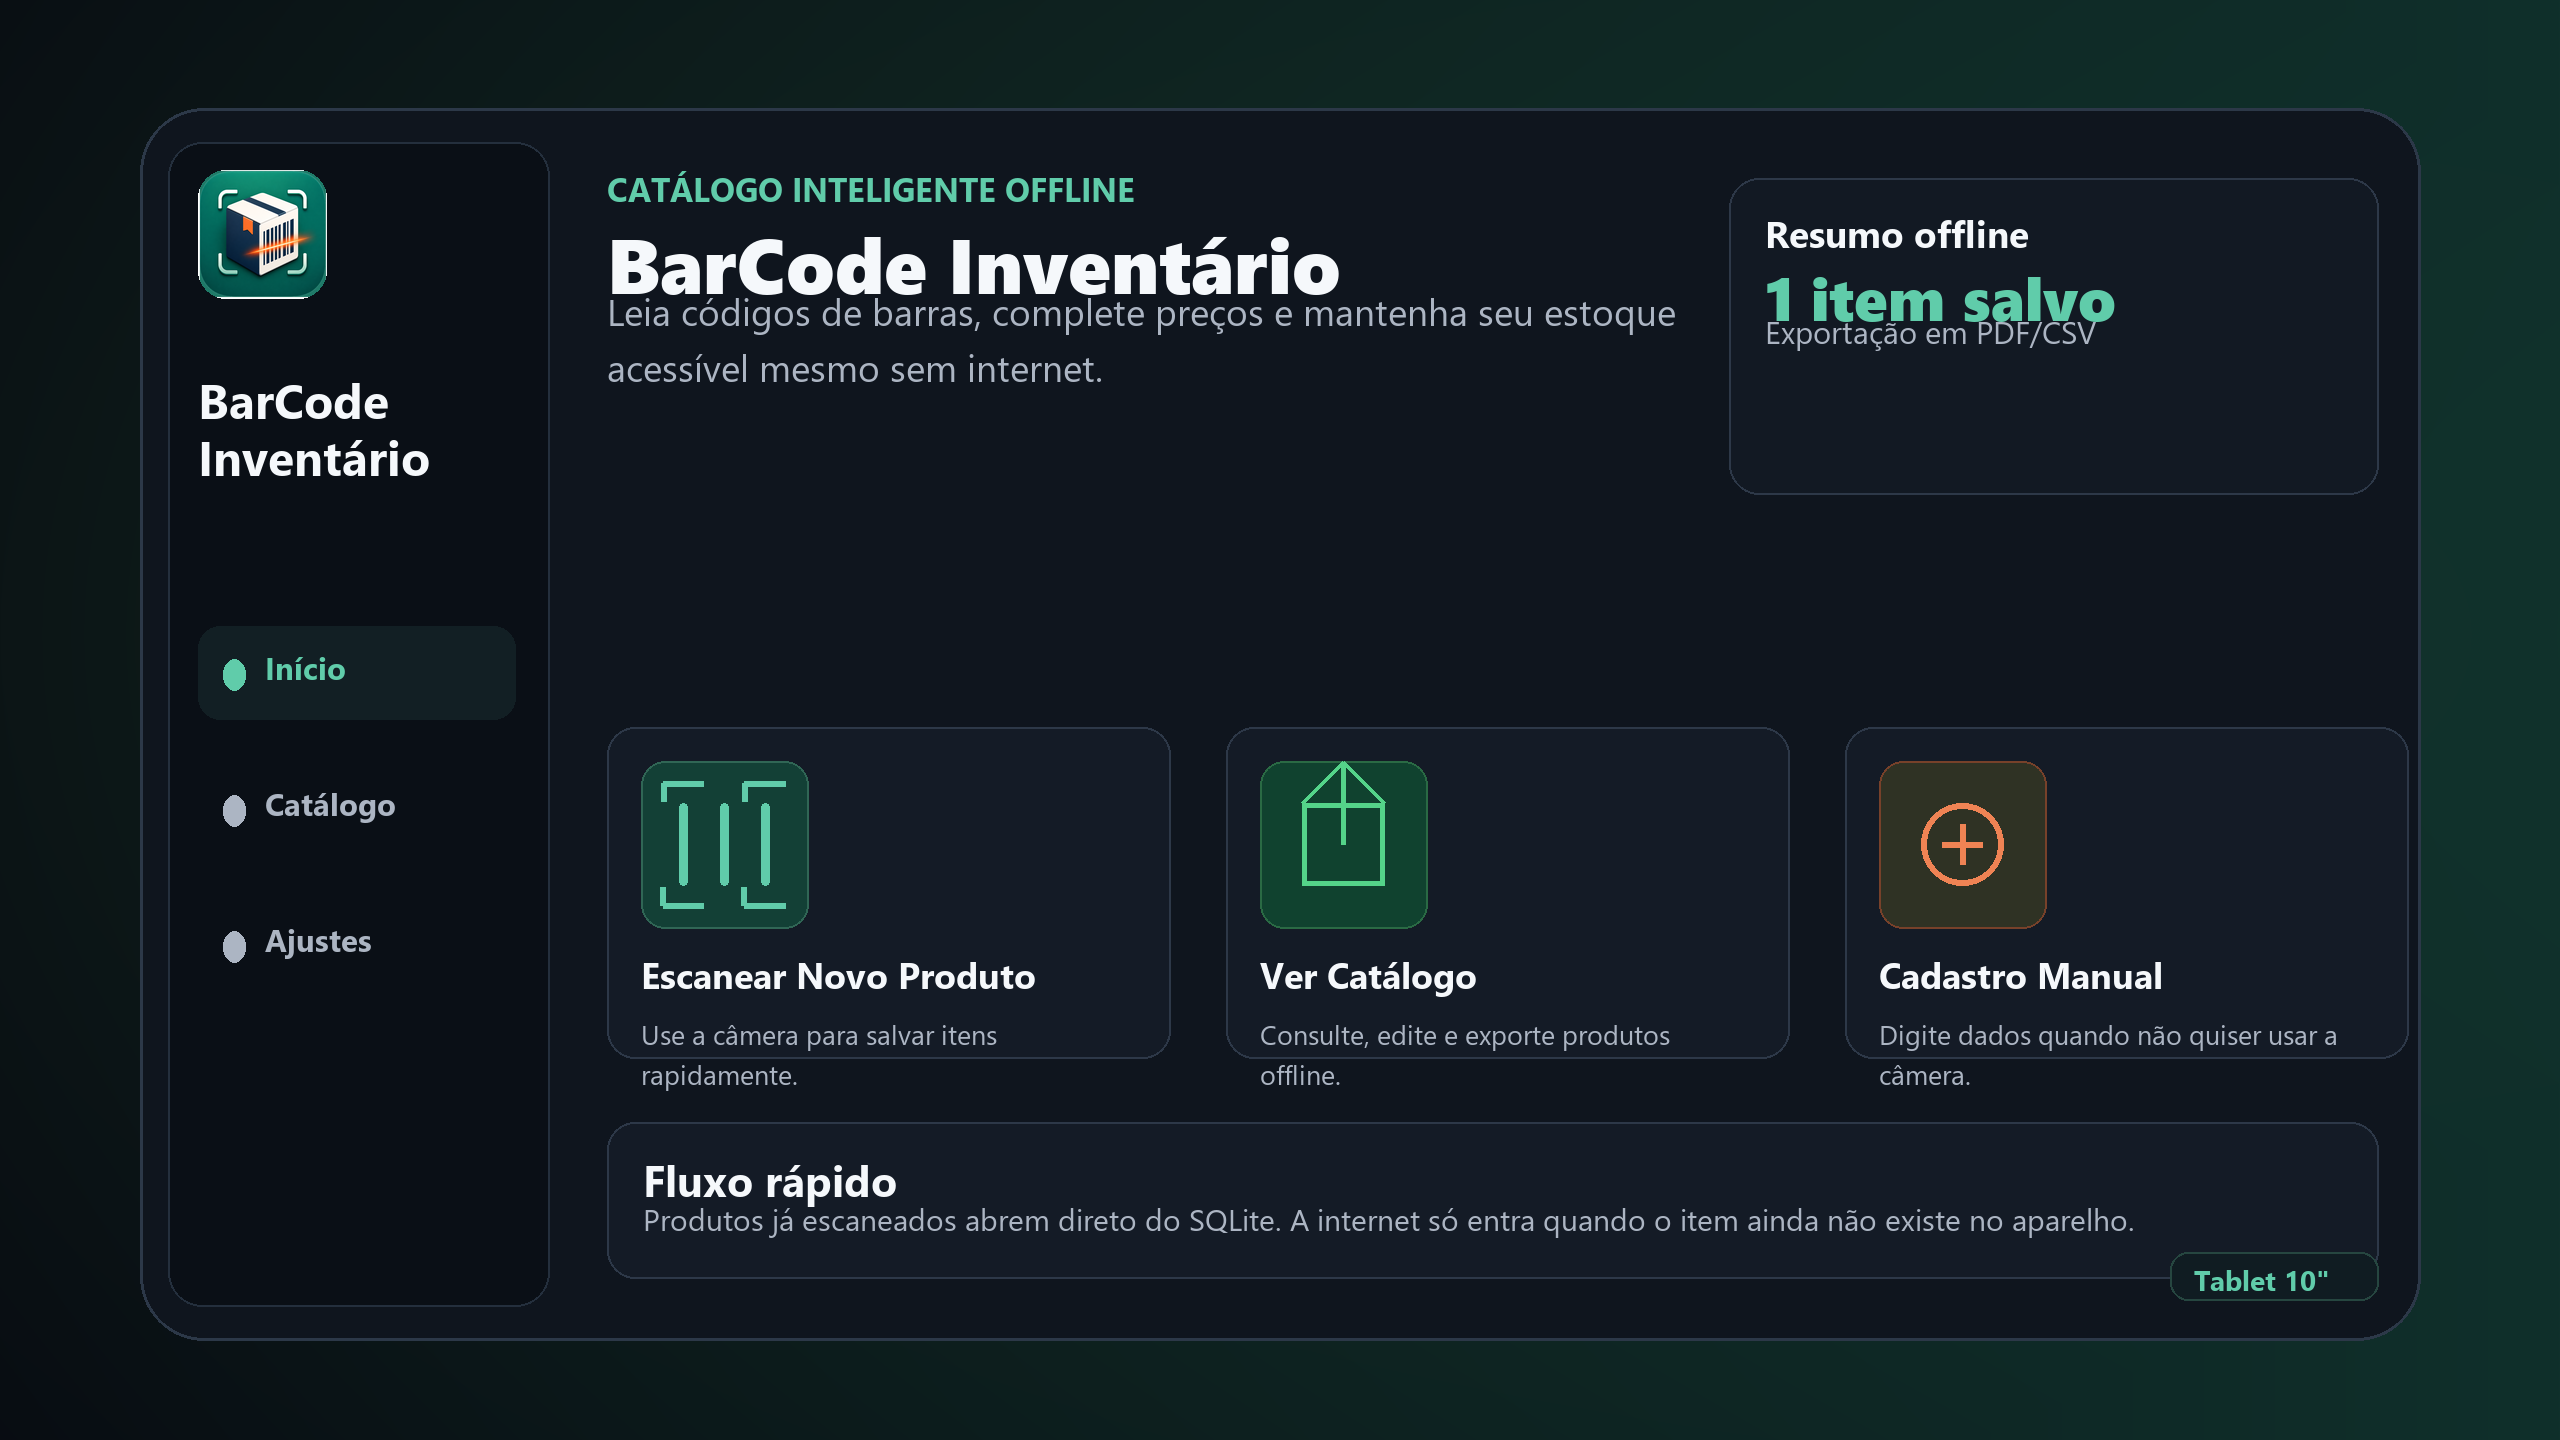 BarCode
Inventário
Início
Catálogo
Ajustes
CATÁLOGO INTELIGENTE OFFLINE
BarCode Inventário
Leia códigos de barras, complete preços e mantenha seu estoque
acessível mesmo sem internet.
Resumo offline
1 item salvo
Exportação em PDF/CSV
Escanear Novo Produto
Use a câmera para salvar itens
rapidamente.
Ver Catálogo
Consulte, edite e exporte produtos
offline.
Cadastro Manual
Digite dados quando não quiser usar a
câmera.
Fluxo rápido
Produtos já escaneados abrem direto do SQLite. A internet só entra quando o item ainda não existe no aparelho.
Tablet 10"